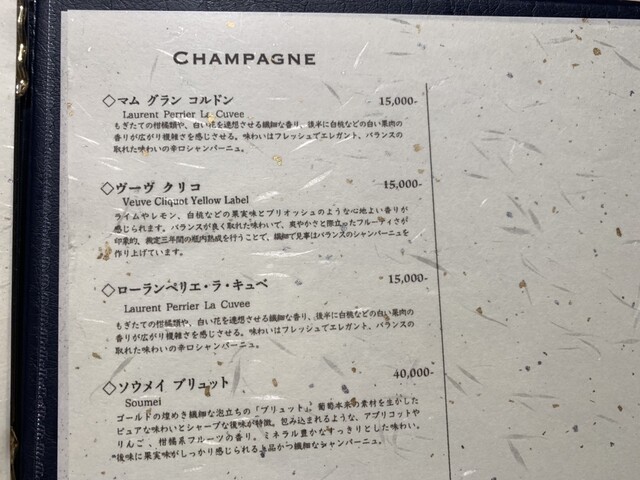 CHAMPAGNE
◇マム グラン コルドン 15,000-
Laurent Perrier La Cuvee
もぎたての柑橘類や、白い花を連想させる繊細な香り、後半に白桃などの白い果肉の
香りが広がり複雑さを感じさせる。味わいはフレッシュでエレガント、バランスの
取れた味わいの辛口シャンパーニュ。
◇ヴーヴ クリコ 15,000-
Veuve Cliquot Yellow Label
ライムやレモン、白桃などの果実味とブリオッシュのような心地よい香りが
感じられます。バランスが良く取れた味わいで、爽やかさと際立ったフルーティさが
印象的。規定三年間の瓶内熟成を行うことで、繊細で見事はバランスのシャンパーニュを
作り上げています。
◇ローランペリエ・ラ・キュベ 15,000-
Laurent Perrier La Cuvee
もぎたての柑橘類や、白い花を連想させる繊細な香り、後半に白桃などの白い果肉の
香りが広がり複雑さを感じさせる。味わいはフレッシュでエレガント、バランスの
取れた味わいの辛口シャンパーニュ。
◇ソウメイ ブリュット 40,000-
Soumei
ゴールドの煌めき繊細な泡立ちの「ブリュット」。葡萄本来の素材を生かした
ピュアな味わいとシャープな後味が特徴。包み込まれるような、アプリコットや
りんご、柑橘系フルーツの香り。ミネラル豊かなすっきりとした味わい。
後味に果実味がしっかり感じられる上品かつ繊細なシャンパーニュ。